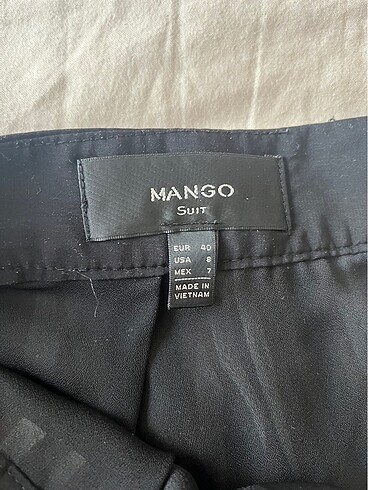 MANGO
SUIT
EUR 40
USA 8
MEX 7
MADE IN
VIETNAM